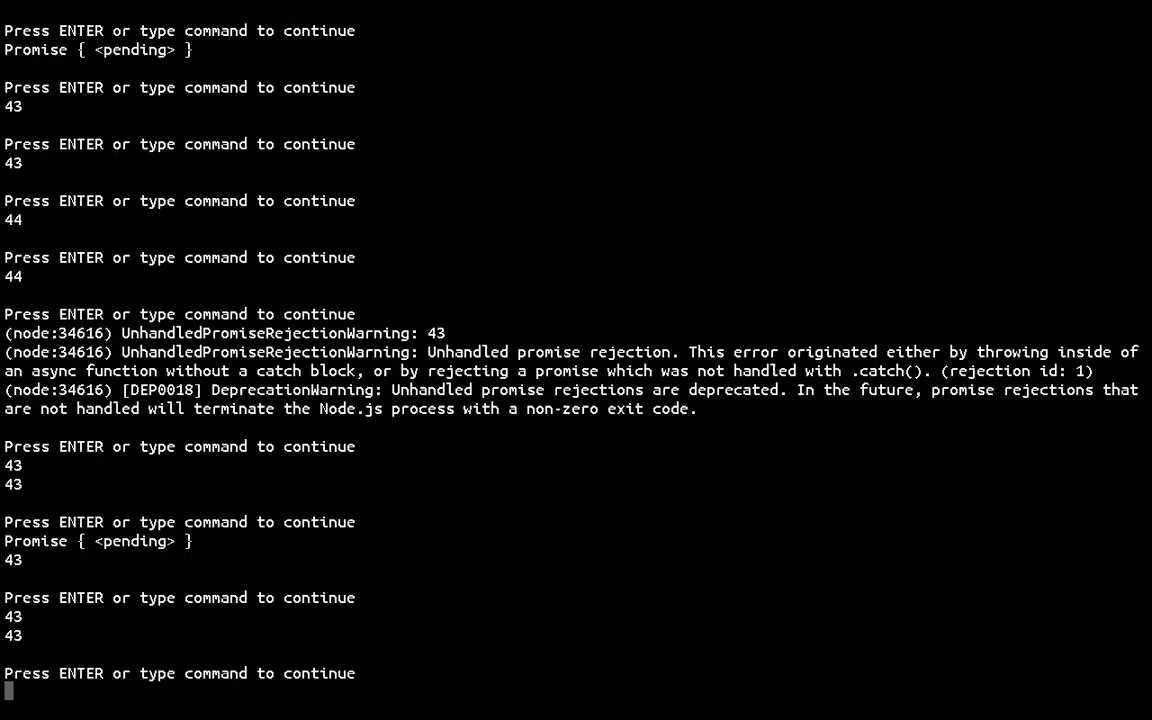 Press ENTER or type command to continue
Promise { <pending> }
Press ENTER or type command to continue
43
Press ENTER or type command to continue
43
Press ENTER or type command to continue
44
Press ENTER or type command to continue
44
Press ENTER or type command to continue
(node:34616) UnhandledPromiseRejectionWarning: 43
(node:34616) UnhandledPromiseRejectionWarning: Unhandled promise rejection. This error originated either by throwing inside of
an async function without a catch block, or by rejecting a promise which was not handled with .catch(). (rejection id: 1)
(node:34616) [DEP0018] DeprecationWarning: Unhandled promise rejections are deprecated. In the future, promise rejections that
are not handled will terminate the Node.js process with a non-zero exit code.
Press ENTER or type command to continue
43
43
Press ENTER or type command to continue
Promise { <pending> }
43
Press ENTER or type command to continue
43
43
Press ENTER or type command to continue